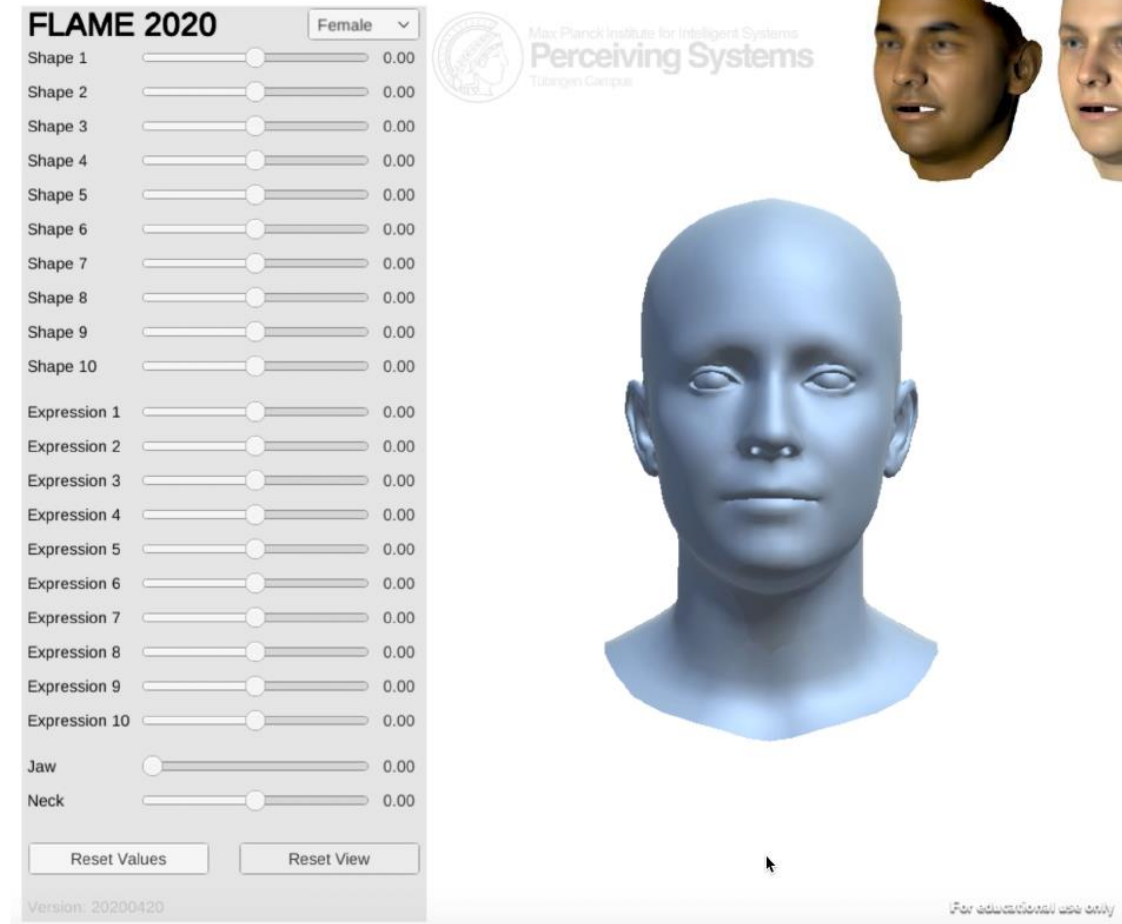 FLAME 2020
Female
Shape 1 0.00
Shape 2 0.00
Shape 3 0.00
Shape 4 0.00
Shape 5 0.00
Shape 6 0.00
Shape 7 0.00
Shape 8 0.00
Shape 9 0.00
Shape 10 0.00
Expression 1 0.00
Expression 2 0.00
Expression 3 0.00
Expression 4 0.00
Expression 5 0.00
Expression 6 0.00
Expression 7 0.00
Expression 8 0.00
Expression 9 0.00
Expression 10 0.00
Jaw 0.00
Neck 0.00
Reset Values
Reset View
Version: 20200420
Max Planck Institute for Intelligent Systems
Perceiving Systems
Tübingen Campus
For educational use only